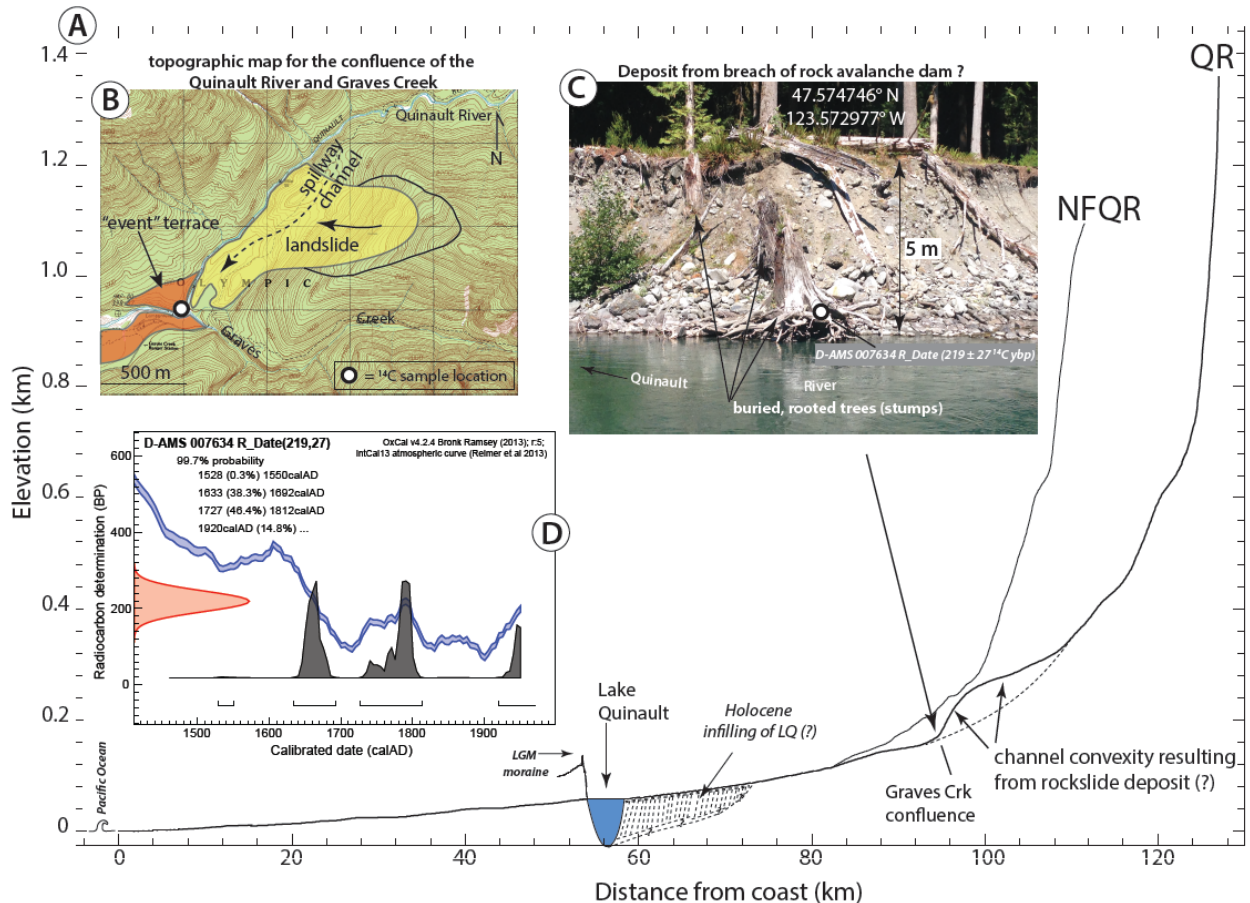 A
1.4
1.2
1.0
0.8
0.6
0.4
0.2
0
Elevation (km)
0
20
40
60
80
100
120
Distance from coast (km)
QR
NFQR
topographic map for the confluence of the
Quinault River and Graves Creek
B
Quinault River
QUINAULT
N
spillway
channel
"event" terrace
landslide
OLYMPIC
Graves
Creek
500 m
= ¹⁴C sample location
Deposit from breach of rock avalanche dam ?
C
47.574746° N
123.572977° W
5 m
D-AMS 007634 R_Date (219 ± 27 ¹⁴C ybp)
Quinault
River
buried, rooted trees (stumps)
D-AMS 007634 R_Date(219,27)
OxCal v4.2.4 Bronk Ramsey (2013); r:5;
IntCal13 atmospheric curve (Reimer et al 2013)
99.7% probability
1528 (0.3%) 1550calAD
1633 (38.3%) 1692calAD
1727 (46.4%) 1812calAD
1920calAD (14.8%) ...
D
600
400
200
0
Radiocarbon determination (BP)
1500
1600
1700
1800
1900
Calibrated date (calAD)
Pacific Ocean
LGM
moraine
Lake
Quinault
Holocene
infilling of LQ (?)
Graves Crk
confluence
channel convexity resulting
from rockslide deposit (?)